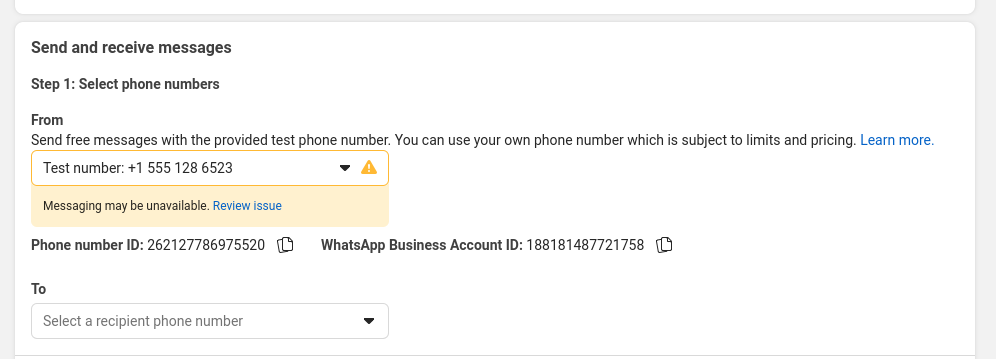 Send and receive messages
Step 1: Select phone numbers
From
Send free messages with the provided test phone number. You can use your own phone number which is subject to limits and pricing. Learn more.
Test number: +1 555 128 6523
Messaging may be unavailable. Review issue
Phone number ID: 262127786975520 WhatsApp Business Account ID: 188181487721758
To
Select a recipient phone number